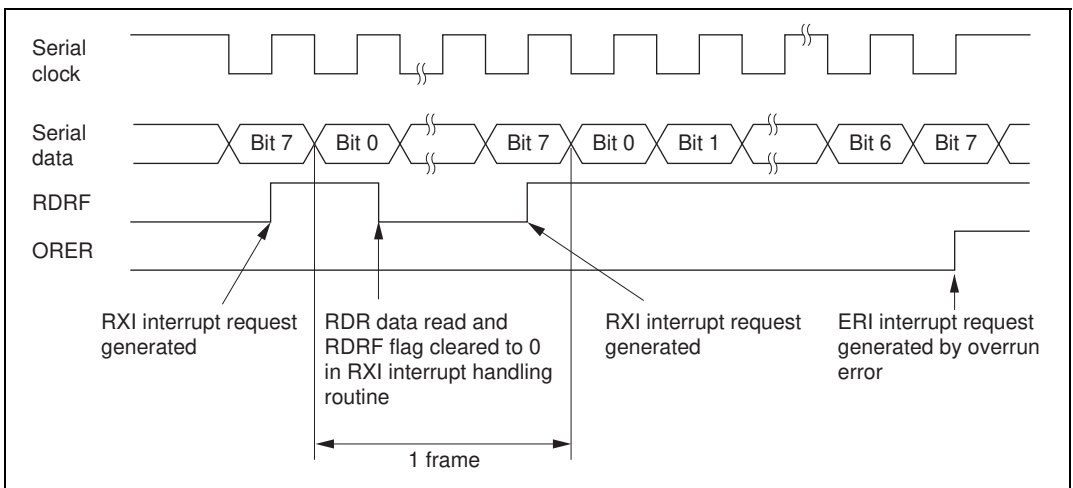 Serial
clock
Serial
data
Bit 7 Bit 0 Bit 7 Bit 0 Bit 1 Bit 6 Bit 7
RDRF
ORER
RXI interrupt request
generated
RDR data read and
RDRF flag cleared to 0
in RXI interrupt handling
routine
RXI interrupt request
generated
ERI interrupt request
generated by overrun
error
1 frame